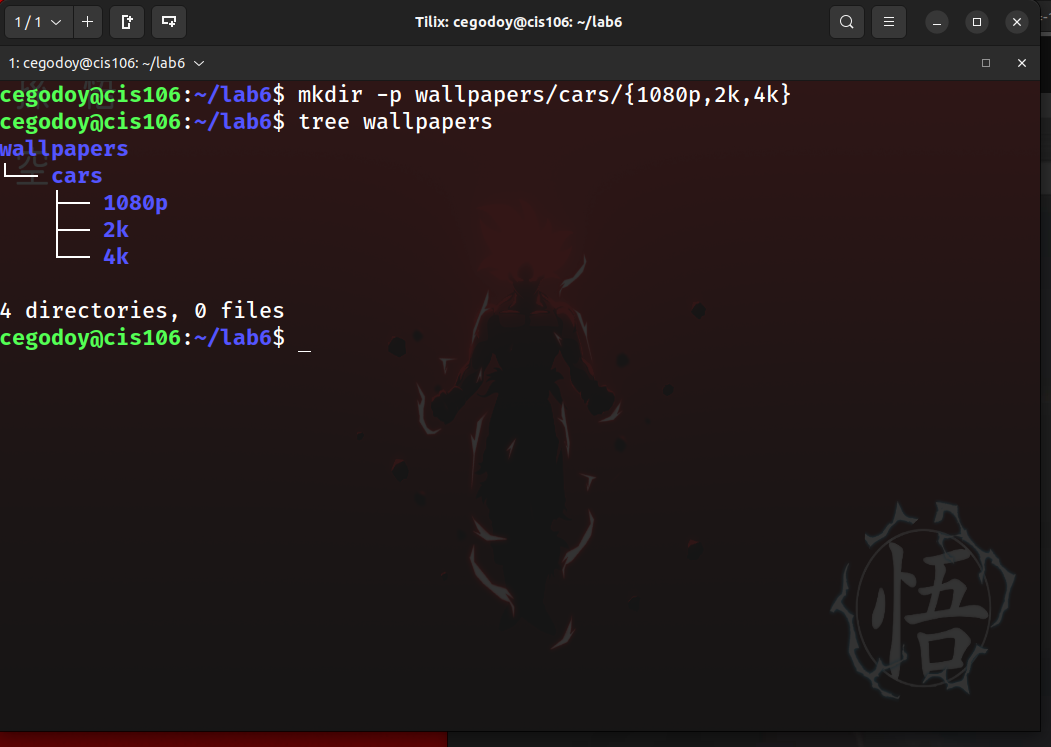 1 / 1
Tilix: cegodoy@cis106: ~/lab6
1: cegodoy@cis106: ~/lab6
cegodoy@cis106:~/lab6$ mkdir -p wallpapers/cars/{1080p,2k,4k}
cegodoy@cis106:~/lab6$ tree wallpapers
wallpapers
└── cars
    ├── 1080p
    ├── 2k
    └── 4k
4 directories, 0 files
cegodoy@cis106:~/lab6$ _
悟